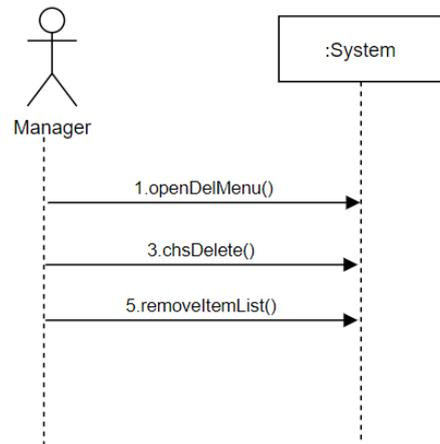 :System
Manager
1.openDelMenu()
3.chsDelete()
5.removeItemList()